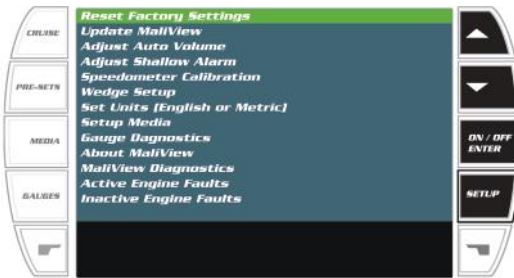 CRUISE
PRE-SETS
MEDIA
GAUGES
Reset Factory Settings
Update MaliView
Adjust Auto Volume
Adjust Shallow Alarm
Speedometer Calibration
Wedge Setup
Set Units [English or Metric]
Setup Media
Gauge Dagnostics
About MaliView
MaliView Diagnostics
Active Engine Faults
Inactive Engine Faults
ON / OFF
ENTER
SETUP